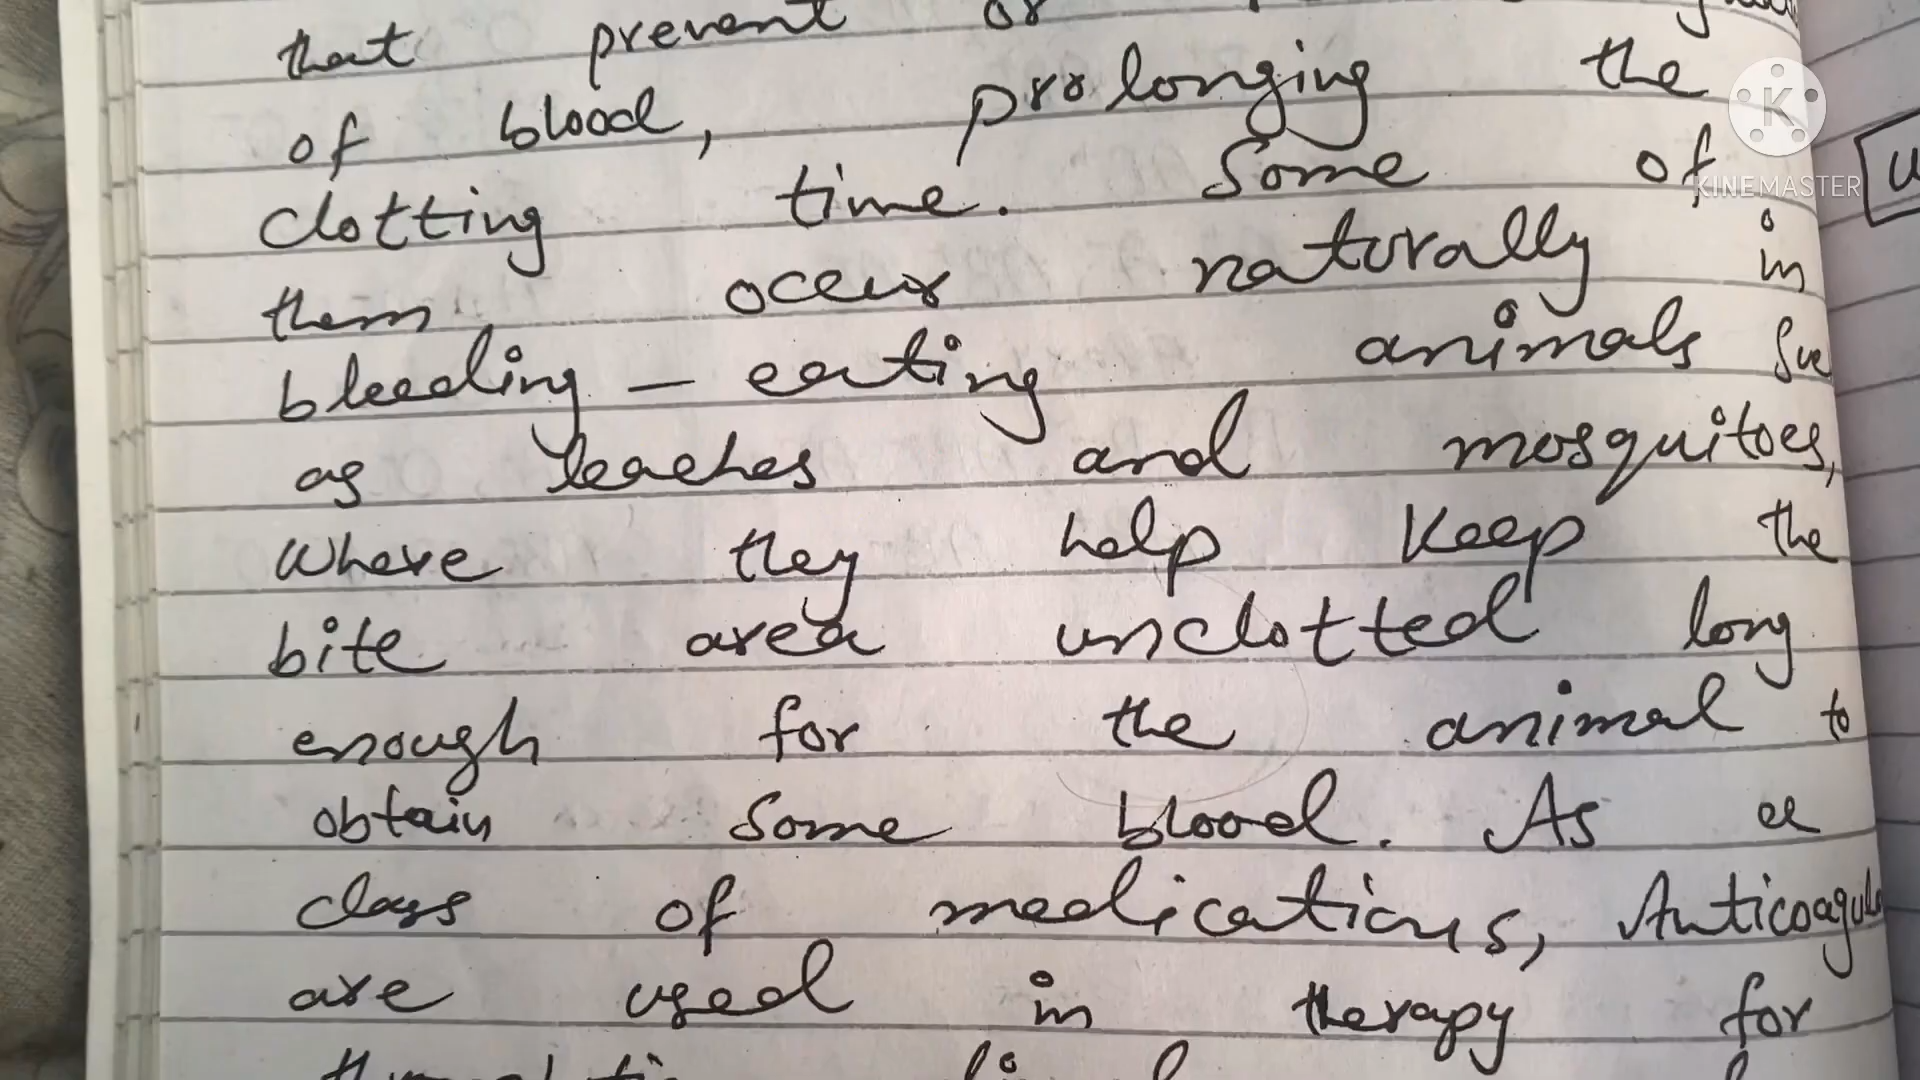 that prevent or
of blood, prolonging the
clotting time. Some of
them occur naturally in
bleeding – eating animals
as leaches and mosquitoes,
where they help Keep the
bite area unclotted long
enough for the animal to
obtain some blood. As a
class of medications,
are used in therapy for
KINEMASTER